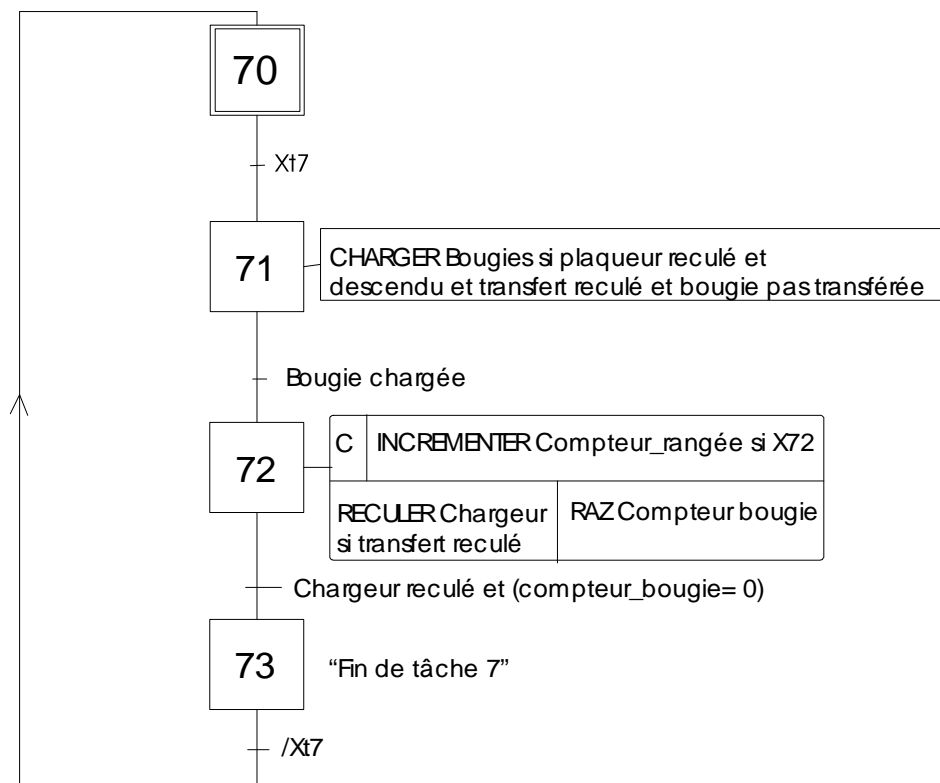 70
Xt7
71
CHARGER Bougies si plaqueur reculé et
descendu et transfert reculé et bougie pas transférée
Bougie chargée
72
C INCREMENTER Compteur_rangée si X72
RECULER Chargeur
si transfert reculé
RAZ Compteur bougie
Chargeur reculé et (compteur_bougie= 0)
73
“Fin de tâche 7”
/Xt7